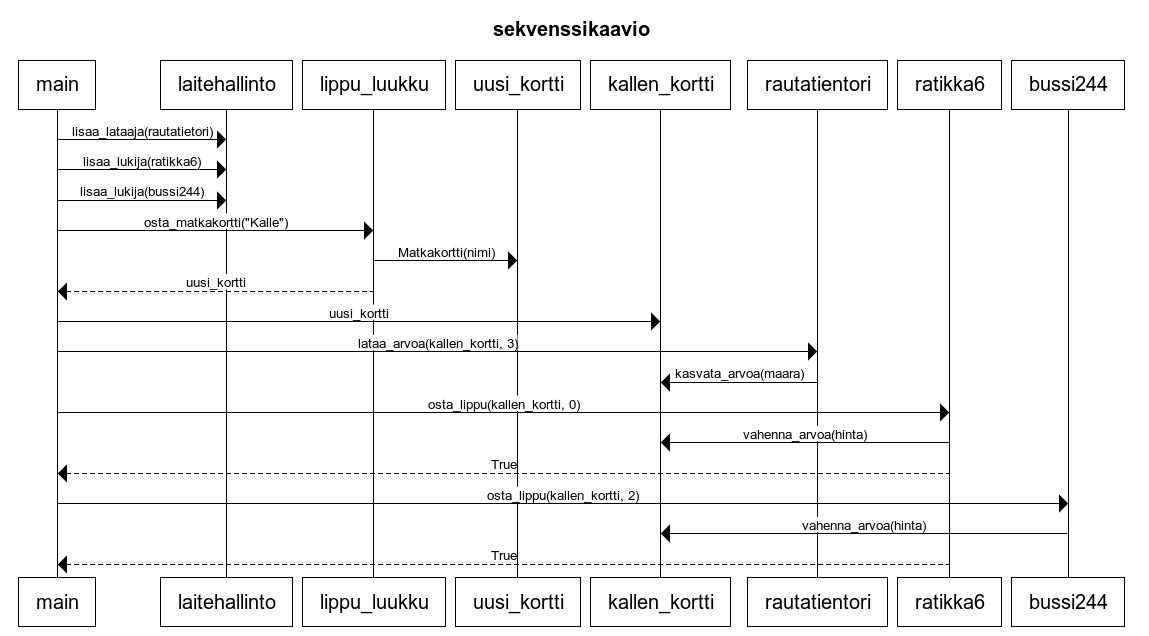 sekvenssikaavio
main laitehallinto lippu_luukku uusi_kortti kallen_kortti rautatientori ratikka6 bussi244
lisaa_lataaja(rautatietori)
lisaa_lukija(ratikka6)
lisaa_lukija(bussi244)
osta_matkakortti("Kalle")
Matkakortti(nimi)
uusi_kortti
uusi_kortti
lataa_arvoa(kallen_kortti, 3)
kasvata_arvoa(maara)
osta_lippu(kallen_kortti, 0)
vahenna_arvoa(hinta)
True
osta_lippu(kallen_kortti, 2)
vahenna_arvoa(hinta)
True
main laitehallinto lippu_luukku uusi_kortti kallen_kortti rautatientori ratikka6 bussi244